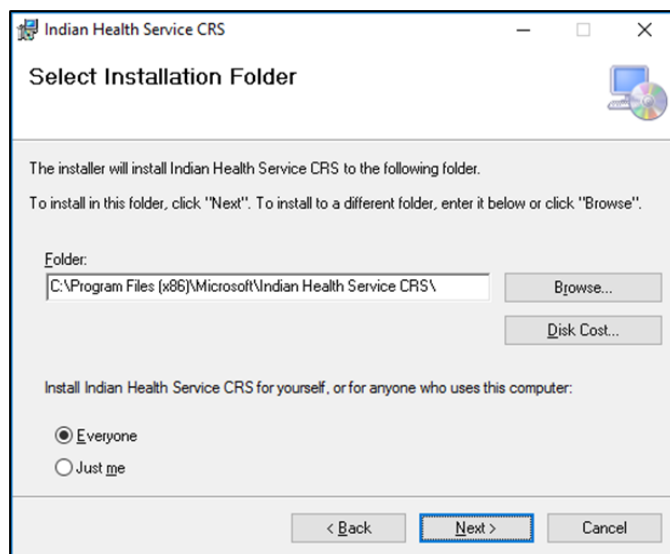 Indian Health Service CRS
Select Installation Folder
The installer will install Indian Health Service CRS to the following folder.
To install in this folder, click "Next". To install to a different folder, enter it below or click "Browse".
Folder:
C:\Program Files (x86)\Microsoft\Indian Health Service CRS\
Browse...
Disk Cost...
Install Indian Health Service CRS for yourself, or for anyone who uses this computer:
Everyone
Just me
< Back
Next >
Cancel